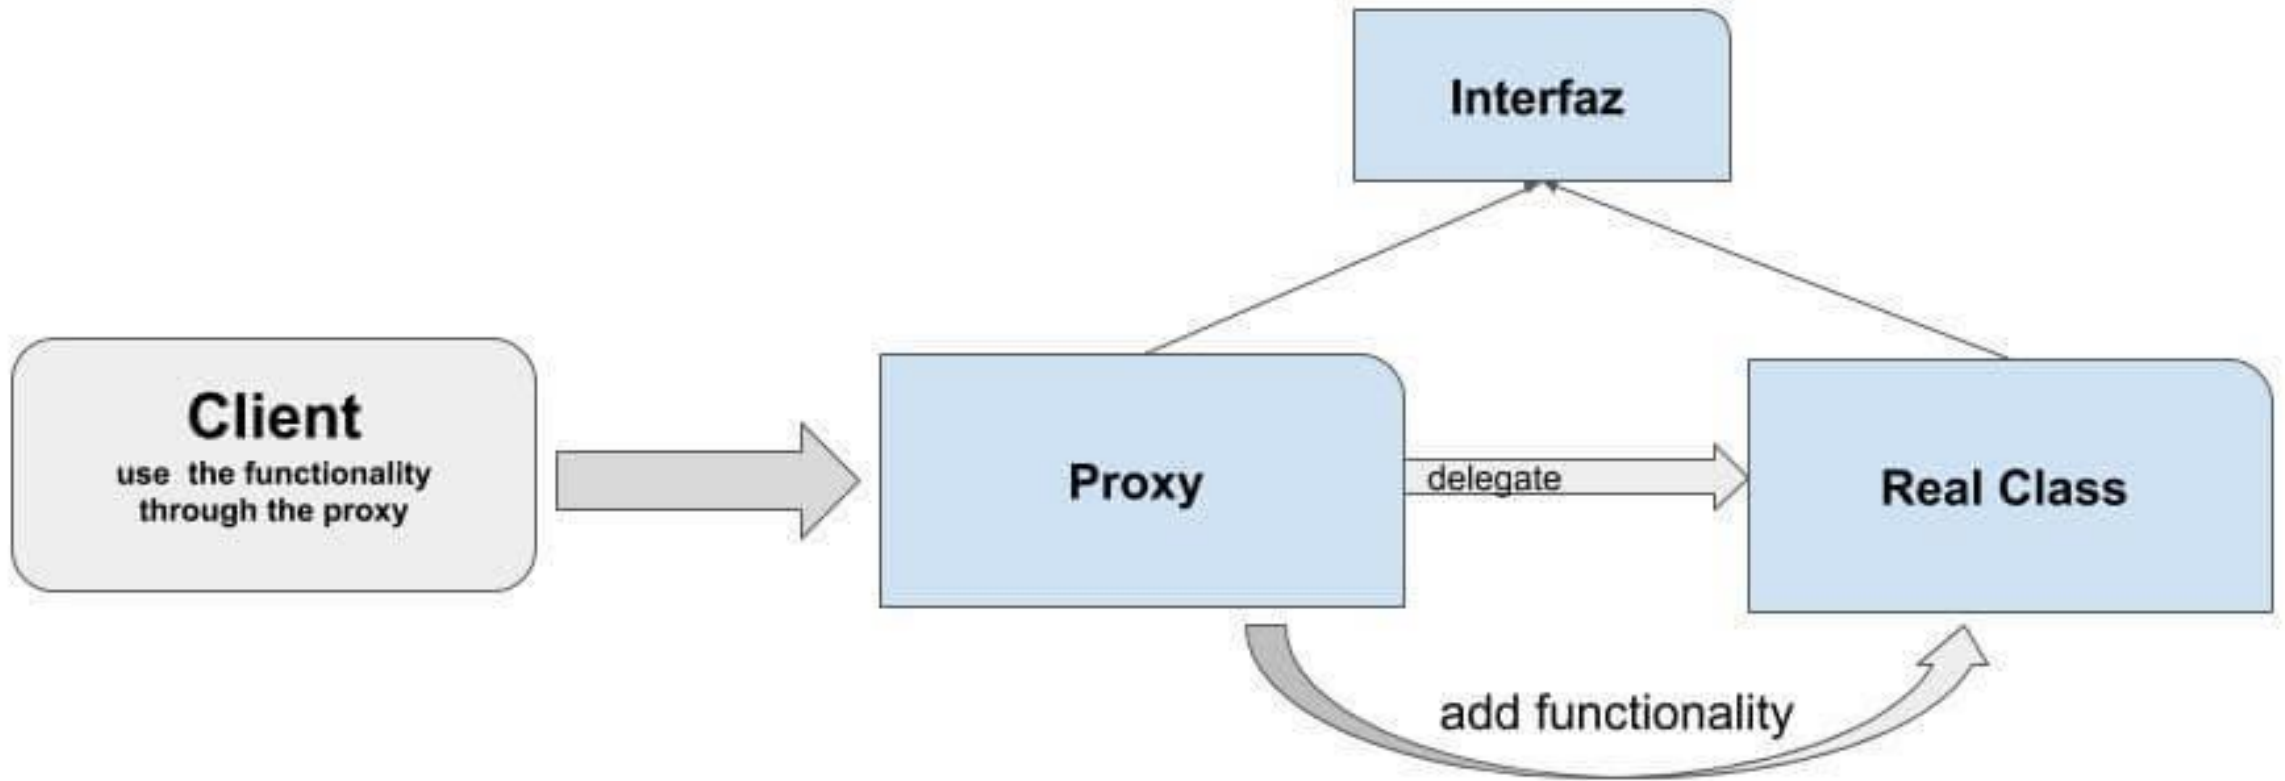 Interfaz
Client
use the functionality
through the proxy
Proxy
delegate
Real Class
add functionality